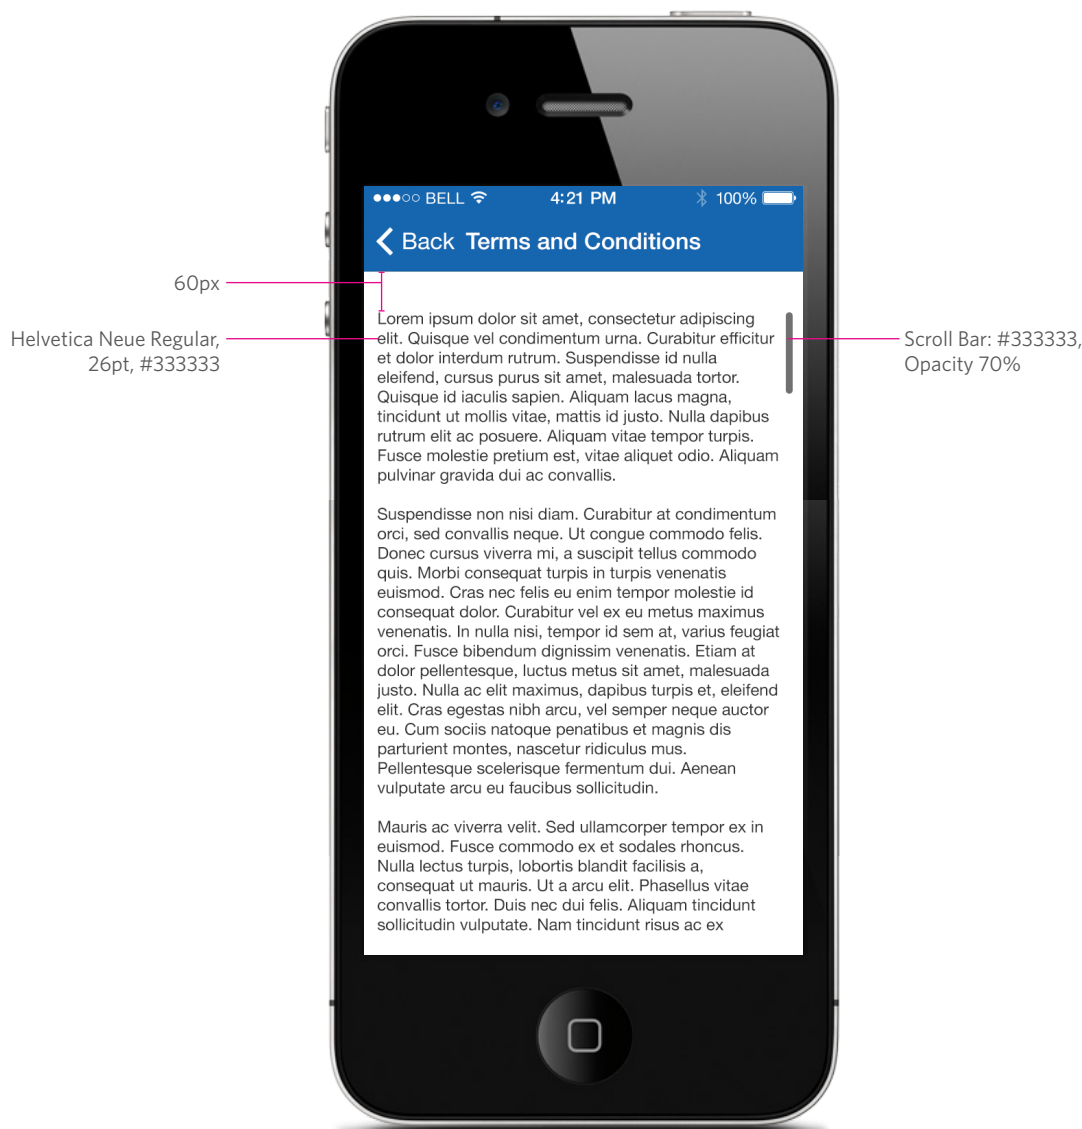 ●●●○○ BELL 4:21 PM 100%
Back Terms and Conditions
60px
Helvetica Neue Regular,
26pt, #333333
Scroll Bar: #333333,
Opacity 70%
Lorem ipsum dolor sit amet, consectetur adipiscing
elit. Quisque vel condimentum urna. Curabitur efficitur
et dolor interdum rutrum. Suspendisse id nulla
eleifend, cursus purus sit amet, malesuada tortor.
Quisque id iaculis sapien. Aliquam lacus magna,
tincidunt ut mollis vitae, mattis id justo. Nulla dapibus
rutrum elit ac posuere. Aliquam vitae tempor turpis.
Fusce molestie pretium est, vitae aliquet odio. Aliquam
pulvinar gravida dui ac convallis.
Suspendisse non nisi diam. Curabitur at condimentum
orci, sed convallis neque. Ut congue commodo felis.
Donec cursus viverra mi, a suscipit tellus commodo
quis. Morbi consequat turpis in turpis venenatis
euismod. Cras nec felis eu enim tempor molestie id
consequat dolor. Curabitur vel ex eu metus maximus
venenatis. In nulla nisi, tempor id sem at, varius feugiat
orci. Fusce bibendum dignissim venenatis. Etiam at
dolor pellentesque, luctus metus sit amet, malesuada
justo. Nulla ac elit maximus, dapibus turpis et, eleifend
elit. Cras egestas nibh arcu, vel semper neque auctor
eu. Cum sociis natoque penatibus et magnis dis
parturient montes, nascetur ridiculus mus.
Pellentesque scelerisque fermentum dui. Aenean
vulputate arcu eu faucibus sollicitudin.
Mauris ac viverra velit. Sed ullamcorper tempor ex in
euismod. Fusce commodo ex et sodales rhoncus.
Nulla lectus turpis, lobortis blandit facilisis a,
consequat ut mauris. Ut a arcu elit. Phasellus vitae
convallis tortor. Duis nec dui felis. Aliquam tincidunt
sollicitudin vulputate. Nam tincidunt risus ac ex